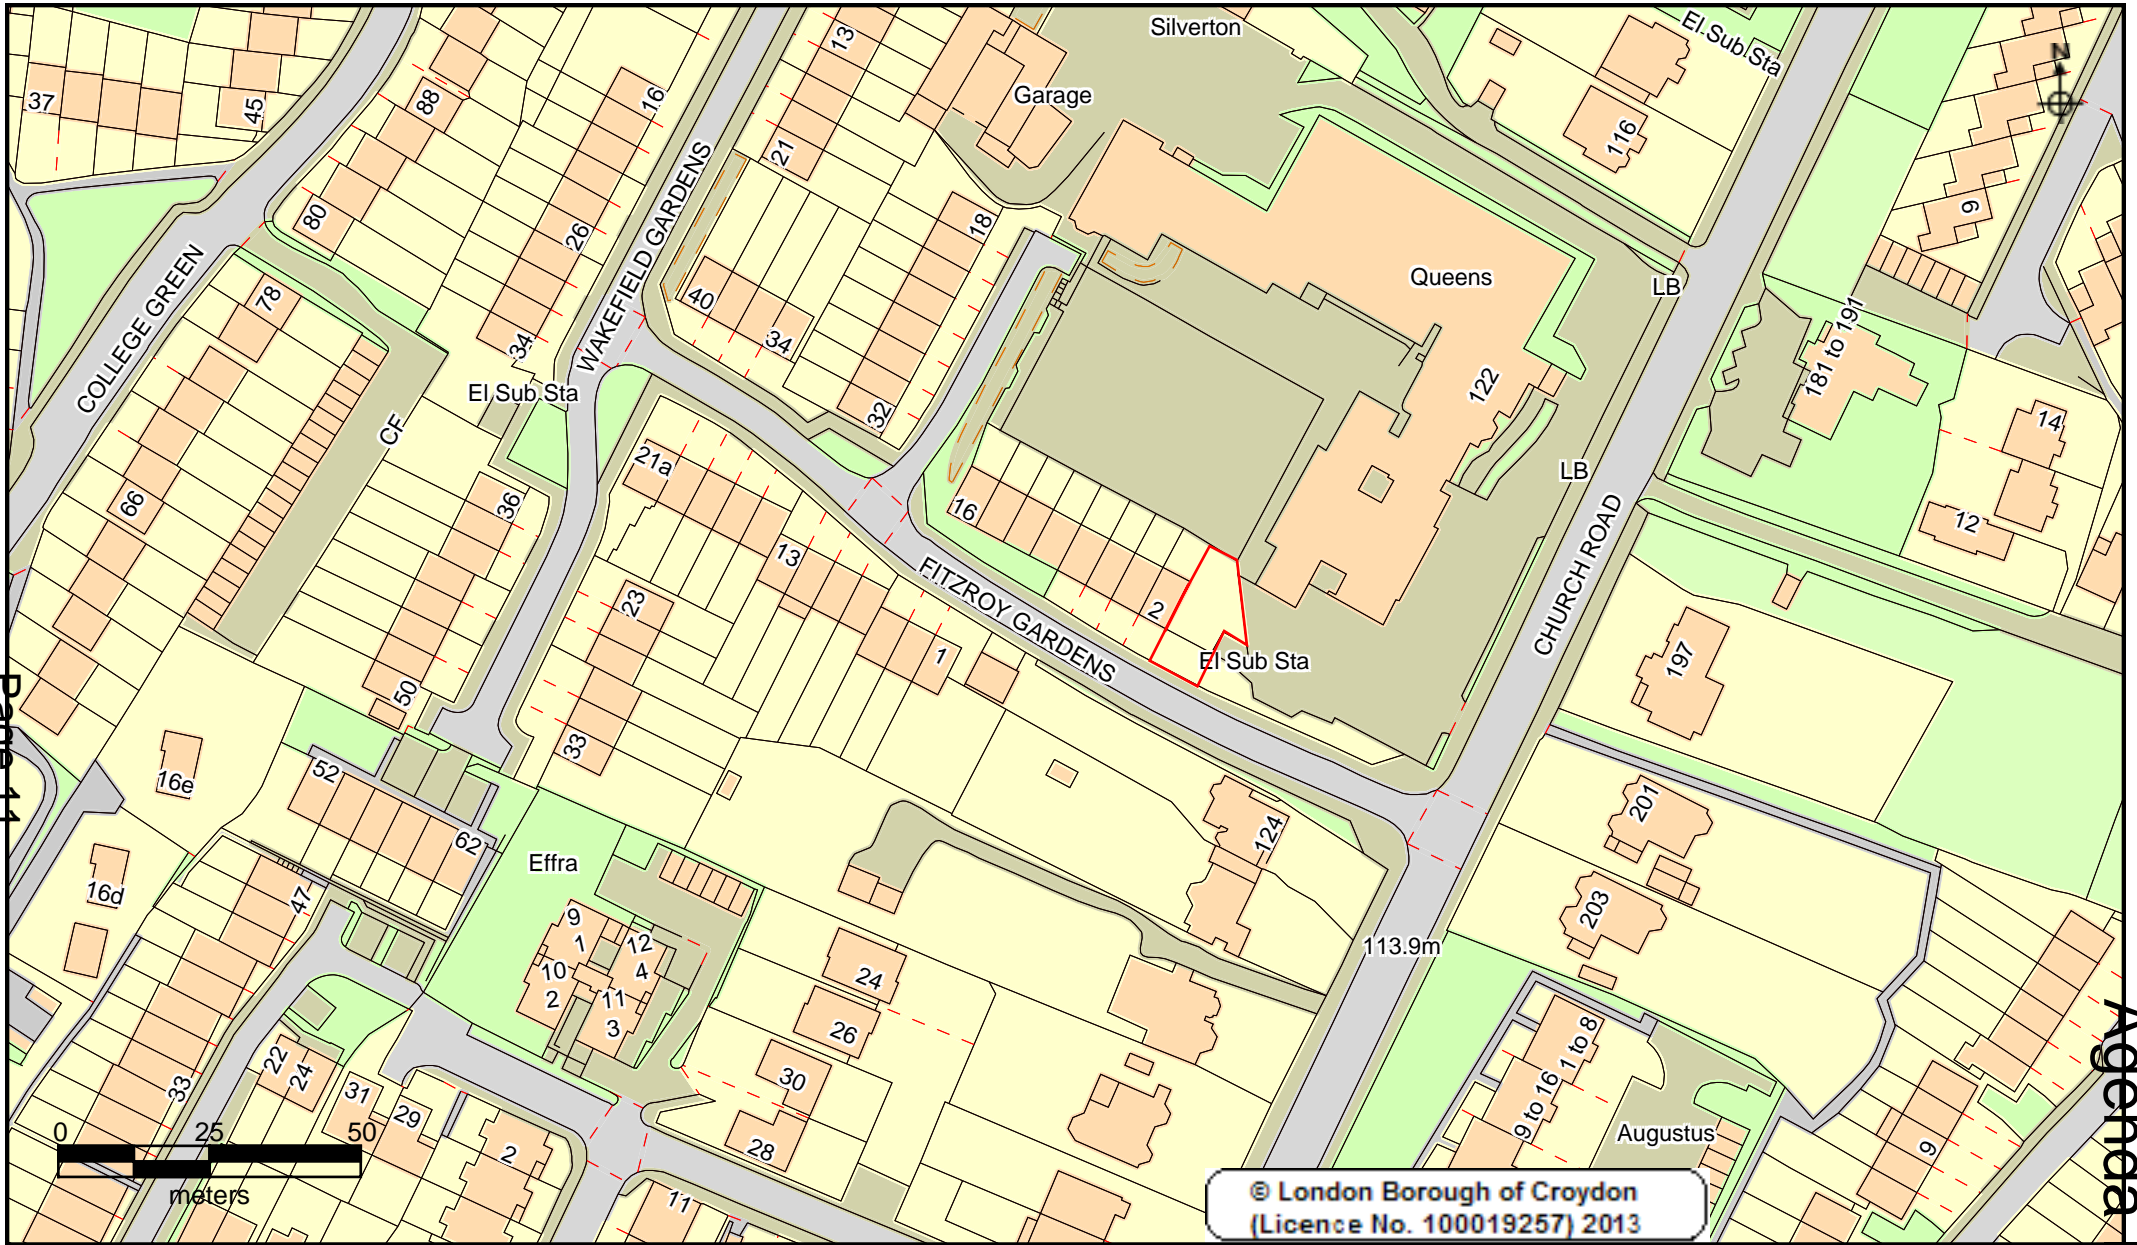 Silverton
El Sub Sta
N
13
Garage
37
45
88
16
21
116
80
26
WAKEFIELD GARDENS
18
6
COLLEGE GREEN
78
40
34
34
Queens
LB
181 to 191
El Sub Sta
CF
32
122
14
66
36
21a
16
LB
12
13
FITZROY GARDENS
CHURCH ROAD
23
2
1
El Sub Sta
197
50
33
Page 11
16e
52
62
201
124
Effra
16d
47
9
1
12
4
10
2
11
3
203
113.9m
24
26
Agenda
22
24
33
31
29
30
28
2
1 to 8
9 to 16
Augustus
9
11
0 25 50
meters
© London Borough of Croydon
(Licence No. 100019257) 2013